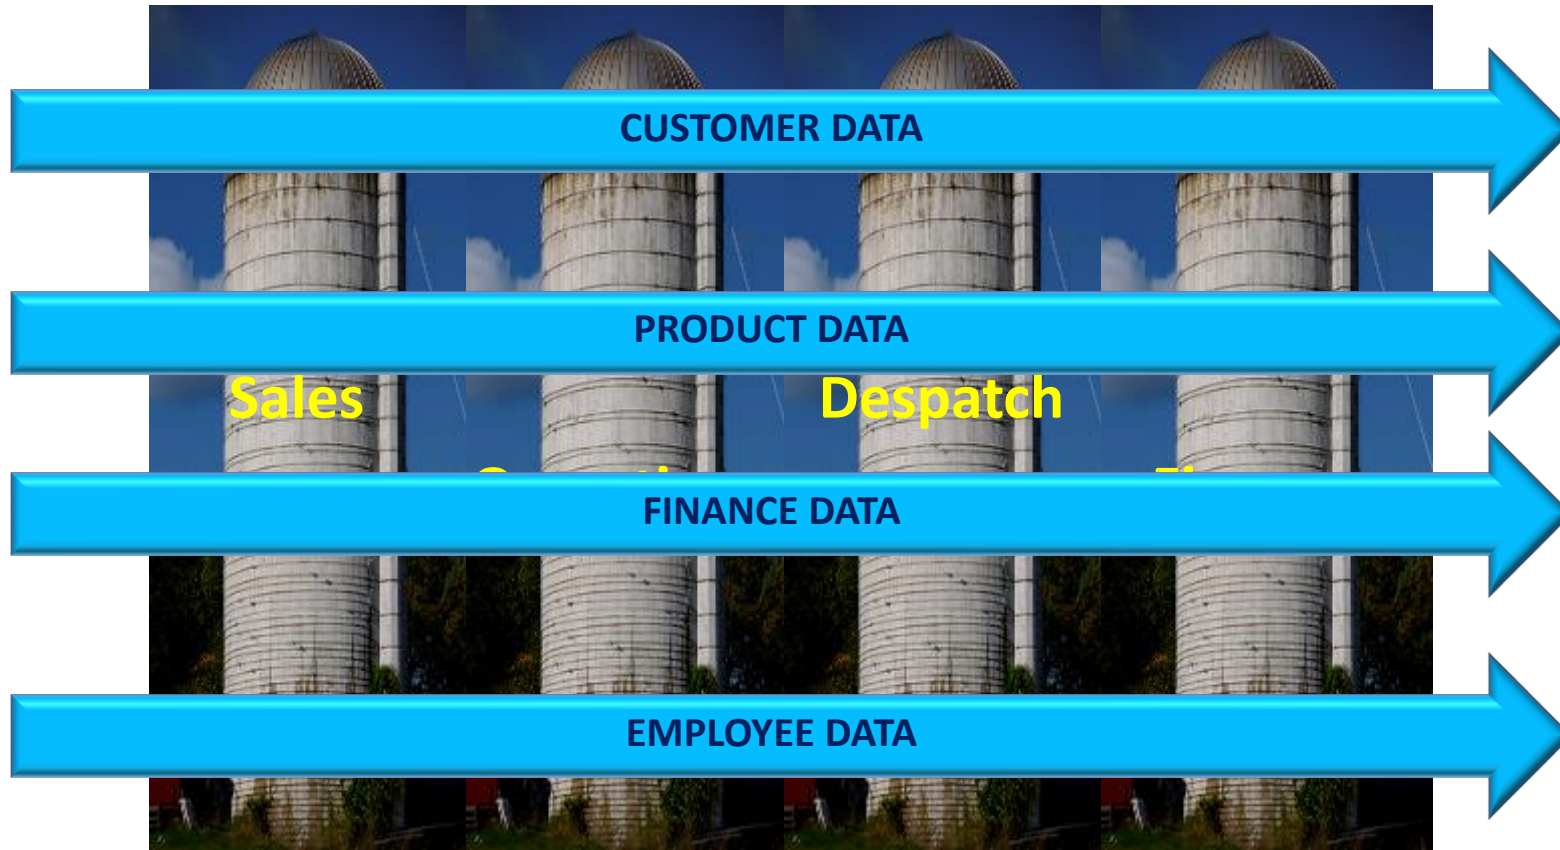 CUSTOMER DATA
PRODUCT DATA
Sales
Despatch
FINANCE DATA
EMPLOYEE DATA